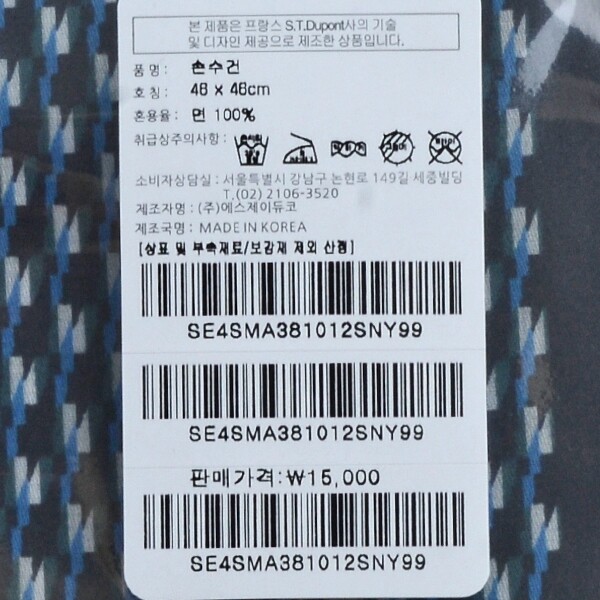 본 제품은 프랑스 S.T.Dupont사의 기술
및 디자인 제공으로 제조한 상품입니다.
품 명 : 손수건
호 칭 : 48 x 48cm
혼용율 : 면 100%
취급상주의사항 :
소비자상담실 : 서울특별시 강남구 논현로 149길 세종빌딩
T.(02) 2106-3520
제조자명 : (주)에스제이듀코
제조국명 : MADE IN KOREA
[상표 및 부속재료/보강재 제외 산정]
SE4SMA381012SNY99
SE4SMA381012SNY99
판매가격:₩15,000
SE4SMA381012SNY99